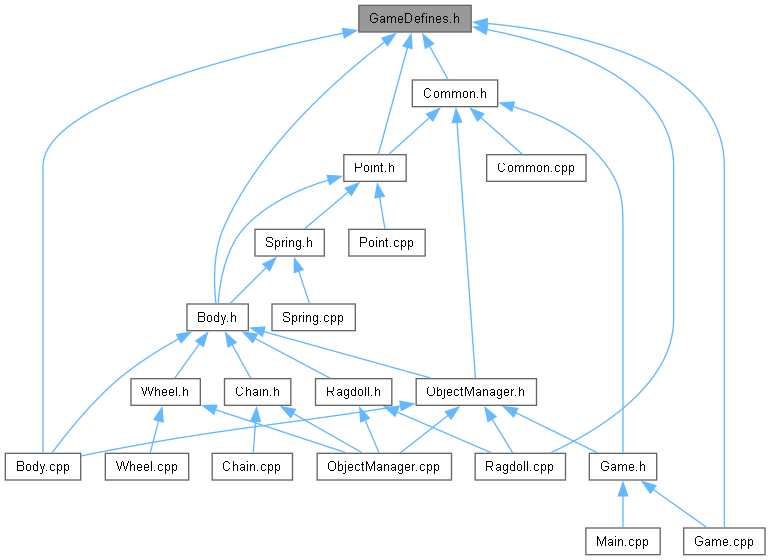 GameDefines.h
Common.h
Point.h
Common.cpp
Spring.h
Point.cpp
Body.h
Spring.cpp
Wheel.h
Chain.h
Ragdoll.h
ObjectManager.h
Body.cpp
Wheel.cpp
Chain.cpp
ObjectManager.cpp
Ragdoll.cpp
Game.h
Main.cpp
Game.cpp